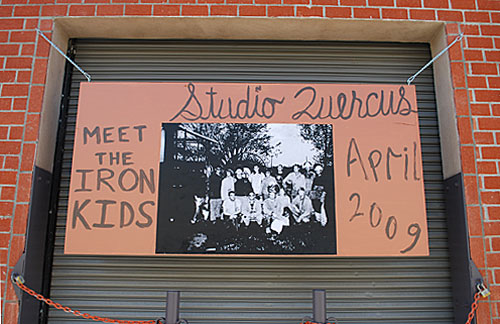 Studio Quercus
MEET
THE
IRON
KIDS
April
2009